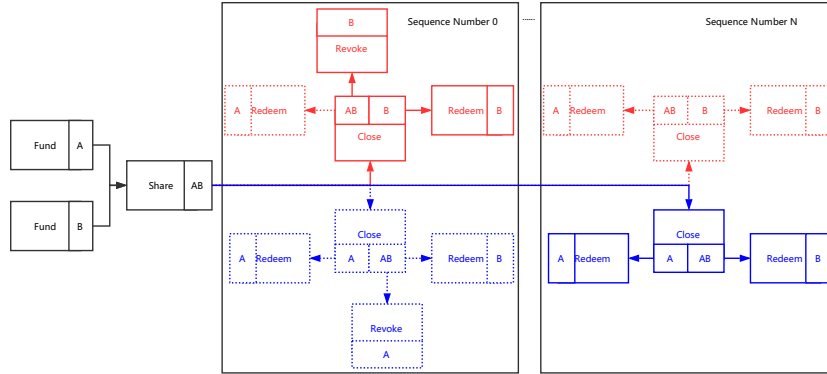 Sequence Number 0
......
Sequence Number N
B
Revoke
A Redeem
AB B
Redeem B
Close
A Redeem
AB B
Redeem B
Close
Fund A
Share AB
Fund B
Close
A Redeem
A AB
Redeem B
Revoke
A
Close
A Redeem
A AB
Redeem B